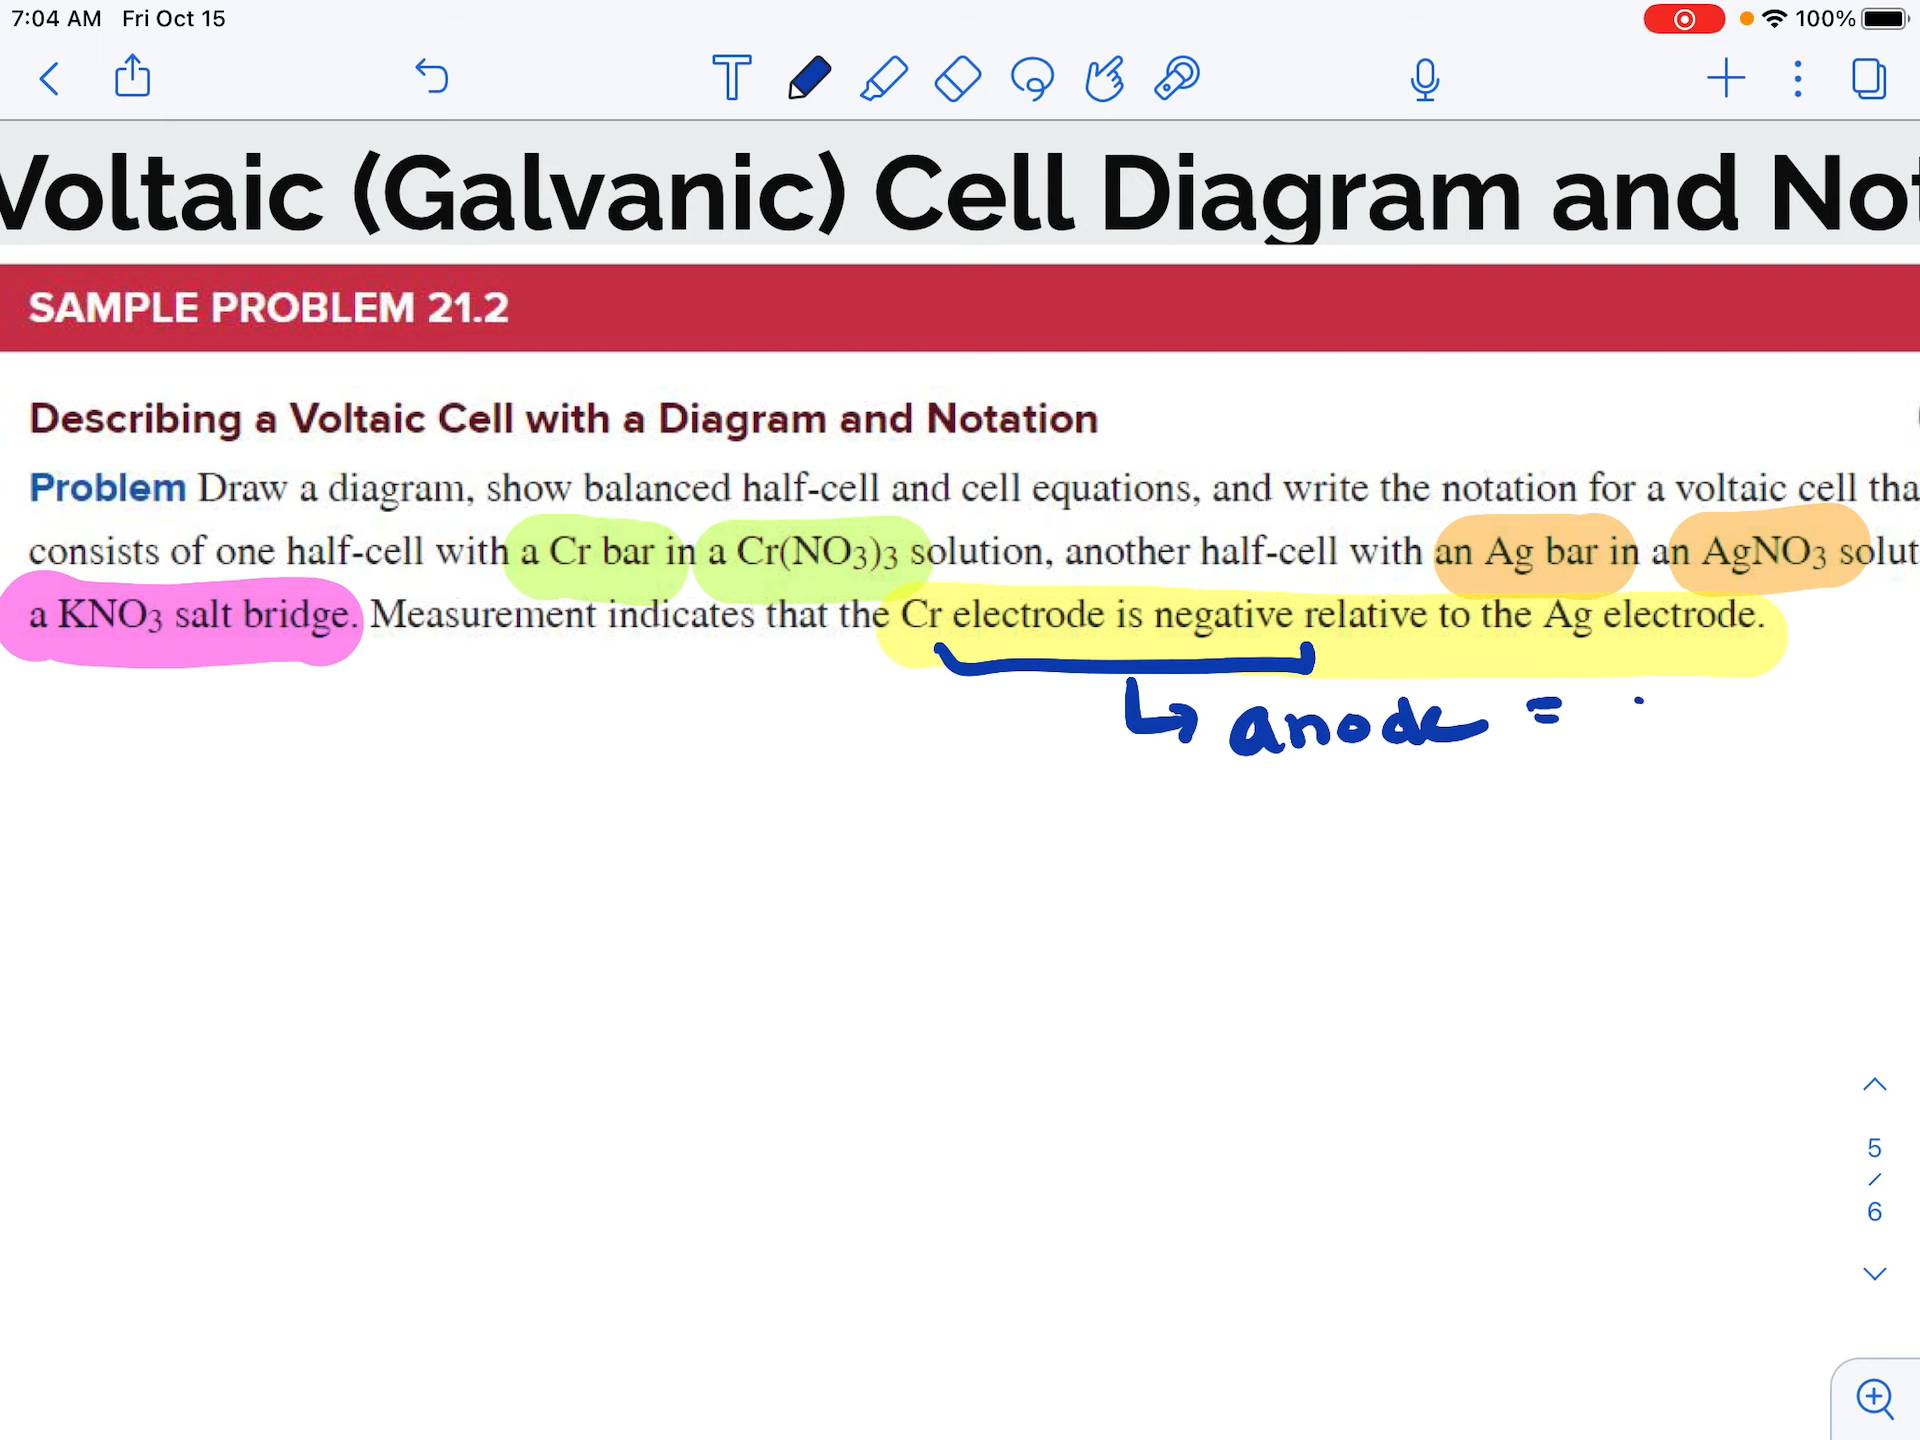 7:04 AM Fri Oct 15 100%
Voltaic (Galvanic) Cell Diagram and Not
SAMPLE PROBLEM 21.2
Describing a Voltaic Cell with a Diagram and Notation
Problem Draw a diagram, show balanced half-cell and cell equations, and write the notation for a voltaic cell tha
consists of one half-cell with a Cr bar in a Cr(NO3)3 solution, another half-cell with an Ag bar in an AgNO3 solut
a KNO3 salt bridge. Measurement indicates that the Cr electrode is negative relative to the Ag electrode.
↳ anode =
5
/
6